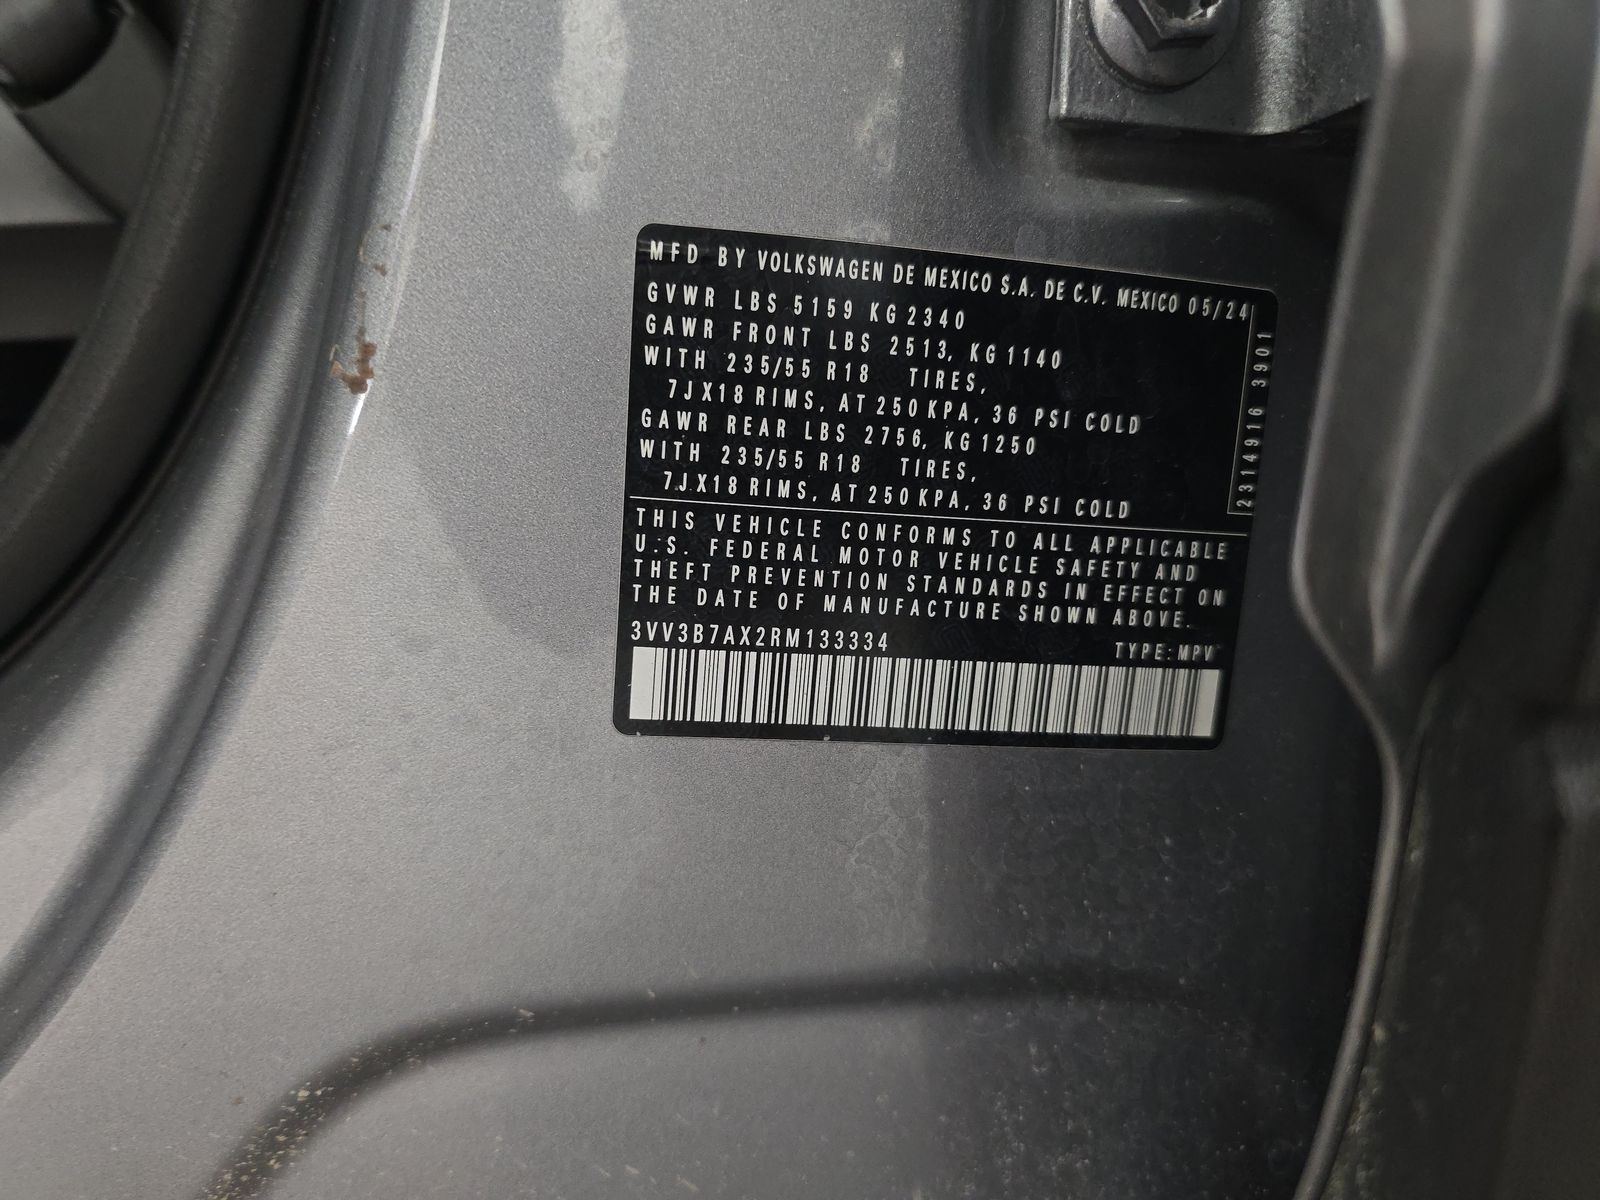 MFD BY VOLKSWAGEN DE MEXICO S.A. DE C.V. MEXICO 05/24
GVWR LBS 5159 KG 2340
GAWR FRONT LBS 2513, KG 1140
WITH 235/55 R18 TIRES,
7JX18 RIMS, AT 250 KPA, 36 PSI COLD
GAWR REAR LBS 2756, KG 1250
WITH 235/55 R18 TIRES,
7JX18 RIMS, AT 250 KPA, 36 PSI COLD
2314916 3901
THIS VEHICLE CONFORMS TO ALL APPLICABLE
U.S. FEDERAL MOTOR VEHICLE SAFETY AND
THEFT PREVENTION STANDARDS IN EFFECT ON
THE DATE OF MANUFACTURE SHOWN ABOVE.
3VV3B7AX2RM133334 TYPE: MPV